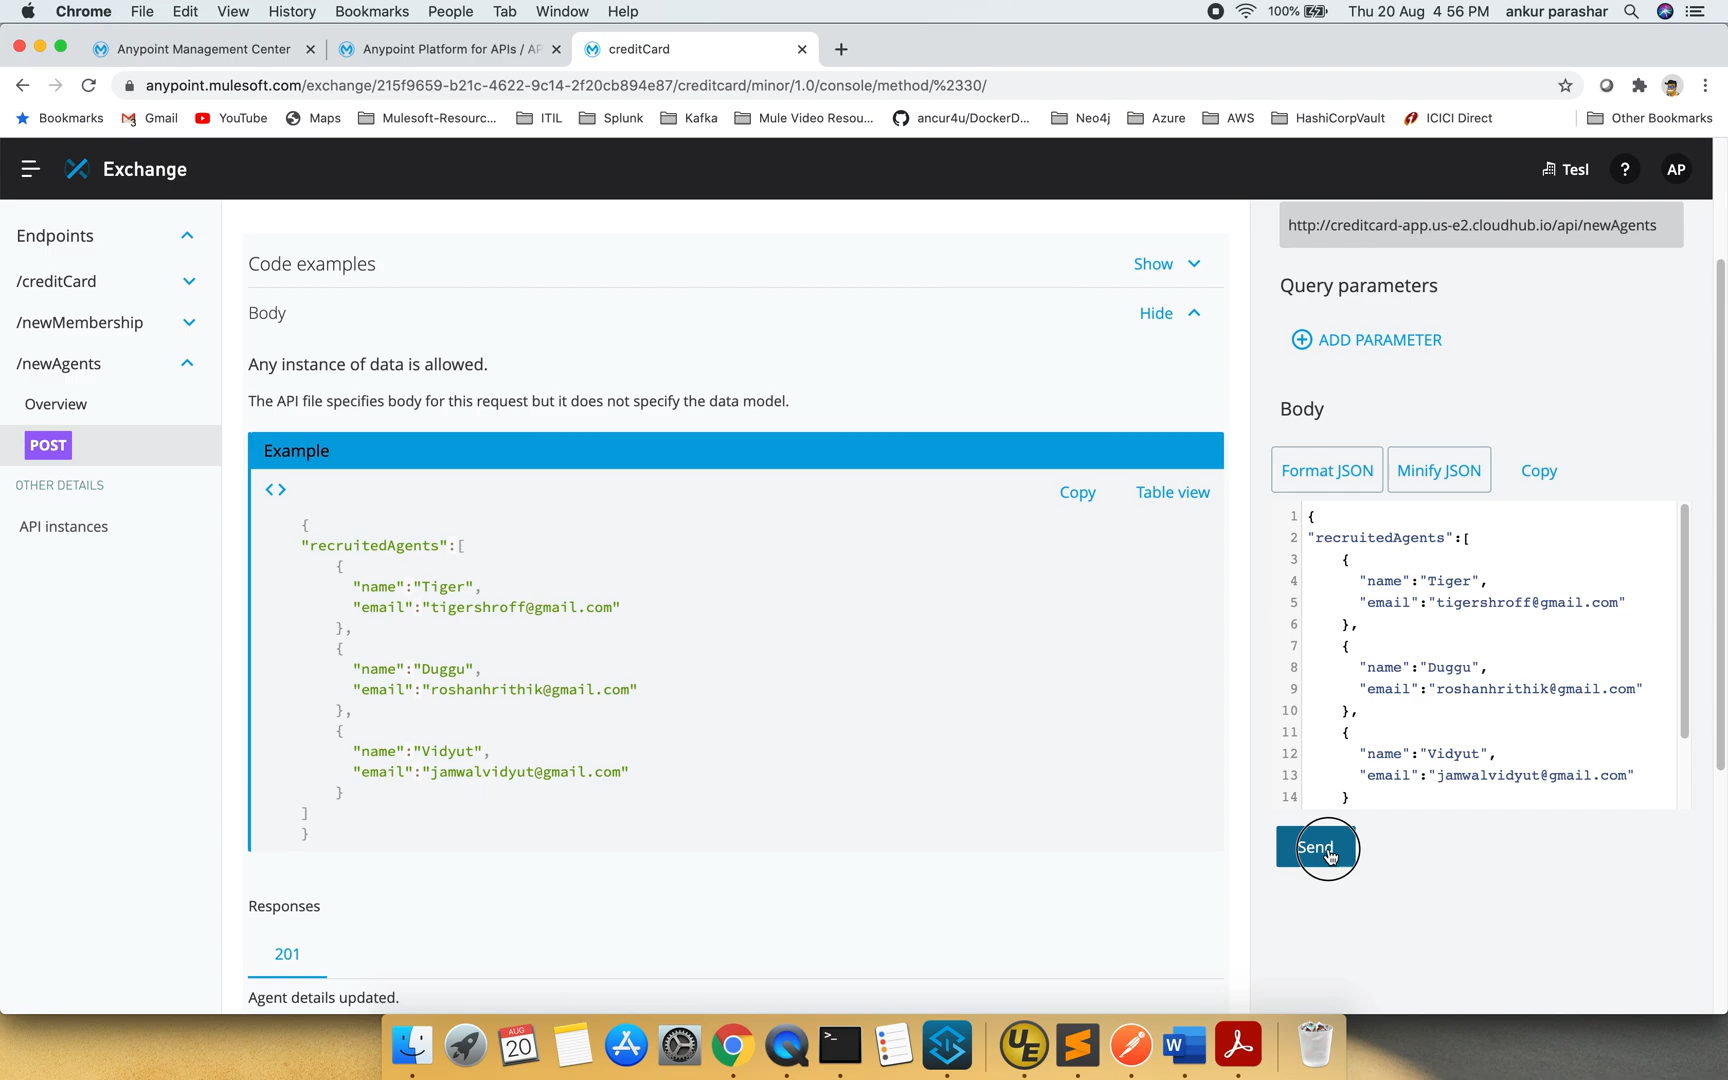 Chrome File Edit View History Bookmarks People Tab Window Help 100% Thu 20 Aug 4 56 PM ankur parashar
Anypoint Management Center Anypoint Platform for APIs / AP creditCard
anypoint.mulesoft.com/exchange/215f9659-b21c-4622-9c14-2f20cb894e87/creditcard/minor/1.0/console/method/%2330/
Bookmarks Gmail YouTube Maps Mulesoft-Resourc... ITIL Splunk Kafka Mule Video Resou... ancur4u/DockerD... Neo4j Azure AWS HashiCorpVault ICICI Direct Other Bookmarks
Exchange Tesl ? AP
Endpoints
/creditCard
/newMembership
/newAgents
Overview
POST
OTHER DETAILS
API instances
Code examples Show
Body Hide
Any instance of data is allowed.
The API file specifies body for this request but it does not specify the data model.
Example
<> Copy Table view
{
"recruitedAgents":[
{
"name":"Tiger",
"email":"tigershroff@gmail.com"
},
{
"name":"Duggu",
"email":"roshanhrithik@gmail.com"
},
{
"name":"Vidyut",
"email":"jamwalvidyut@gmail.com"
}
]
}
Responses
201
Agent details updated.
http://creditcard-app.us-e2.cloudhub.io/api/newAgents
Query parameters
ADD PARAMETER
Body
Format JSON Minify JSON Copy
1 {
2 "recruitedAgents":[
3 {
4 "name":"Tiger",
5 "email":"tigershroff@gmail.com"
6 },
7 {
8 "name":"Duggu",
9 "email":"roshanhrithik@gmail.com"
10 },
11 {
12 "name":"Vidyut",
13 "email":"jamwalvidyut@gmail.com"
14 }
Send
AUG
20
UE
W